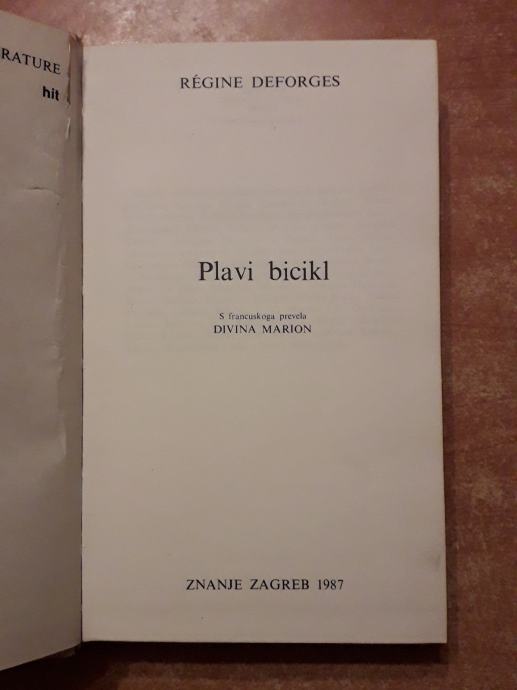 RATURE
hit
RÉGINE DEFORGES
Plavi bicikl
S francuskoga prevela
DIVINA MARION
ZNANJE ZAGREB 1987